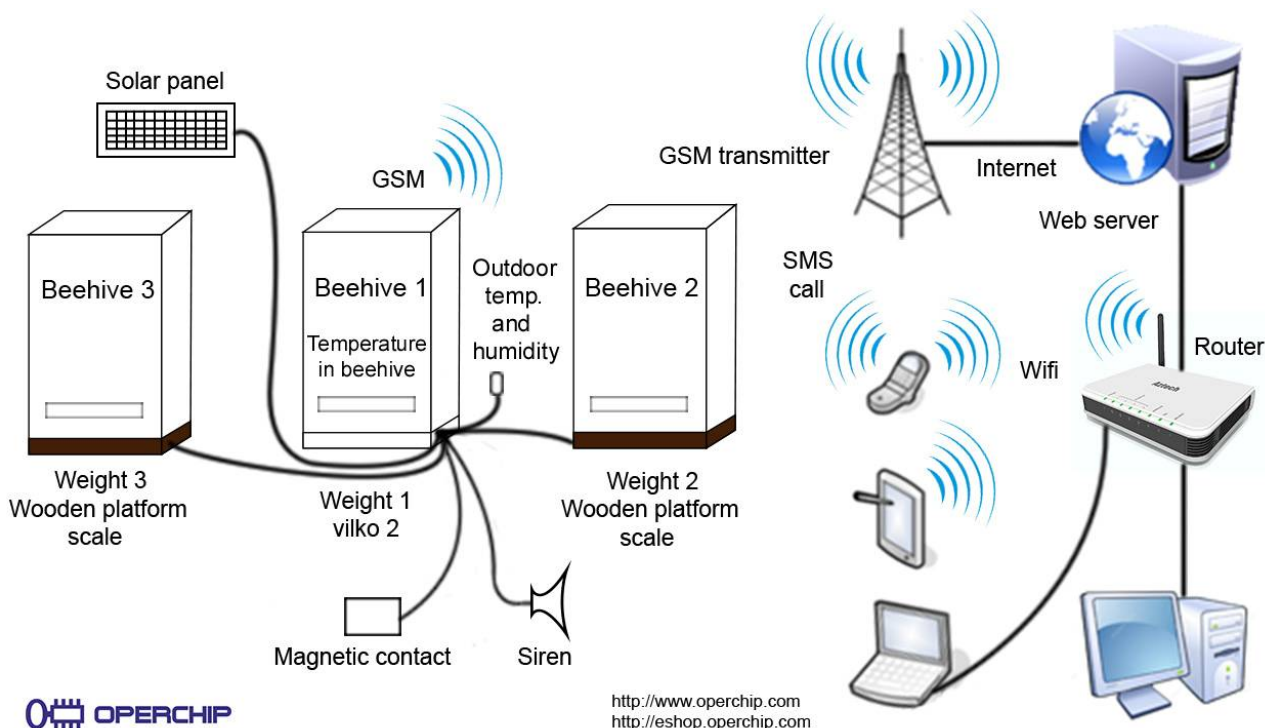 Solar panel
GSM
GSM transmitter
Internet
Web server
Beehive 3
Beehive 1
Temperature
in beehive
Outdoor
temp.
and
humidity
Beehive 2
SMS
call
Wifi
Router
Aztech
Weight 3
Wooden platform
scale
Weight 1
vilko 2
Weight 2
Wooden platform
scale
Magnetic contact
Siren
OPERCHIP
http://www.operchip.com
http://eshop.operchip.com